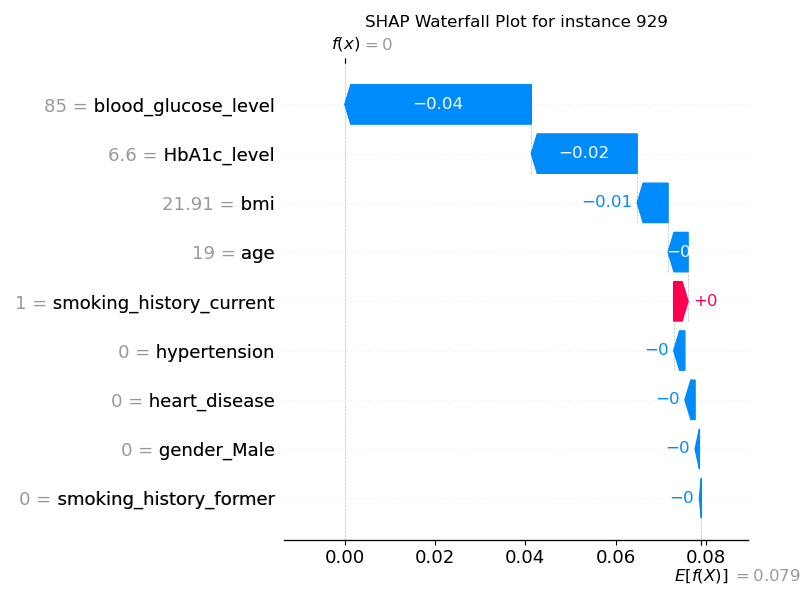 SHAP Waterfall Plot for instance 929
f(x) = 0
85 = blood_glucose_level −0.04
6.6 = HbA1c_level −0.02
21.91 = bmi −0.01
19 = age −0
1 = smoking_history_current +0
0 = hypertension −0
0 = heart_disease −0
0 = gender_Male −0
0 = smoking_history_former −0
0.00 0.02 0.04 0.06 0.08
E[f(X)] = 0.079